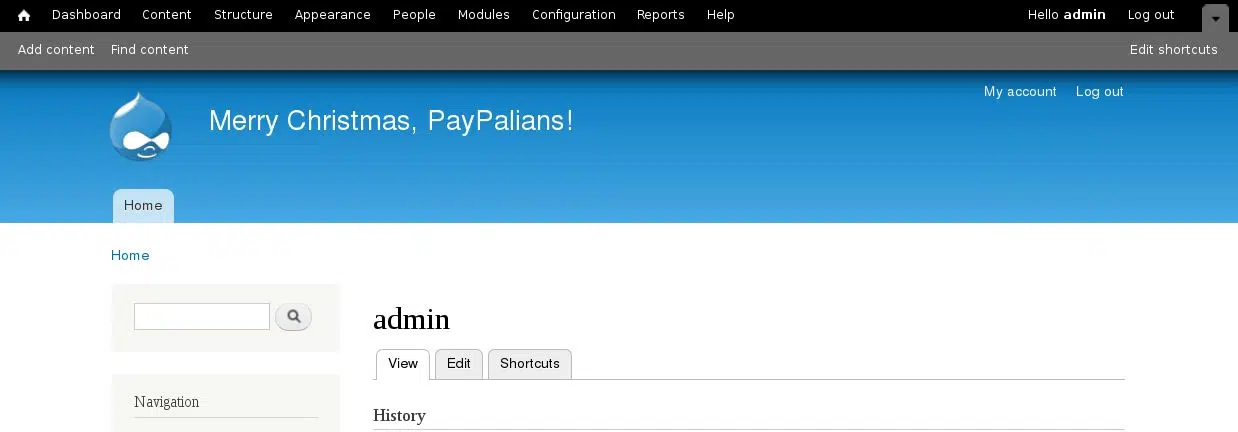 Dashboard Content Structure Appearance People Modules Configuration Reports Help Hello admin Log out
Add content Find content Edit shortcuts
My account Log out
Merry Christmas, PayPalians!
Home
Home
admin
View Edit Shortcuts
Navigation
History